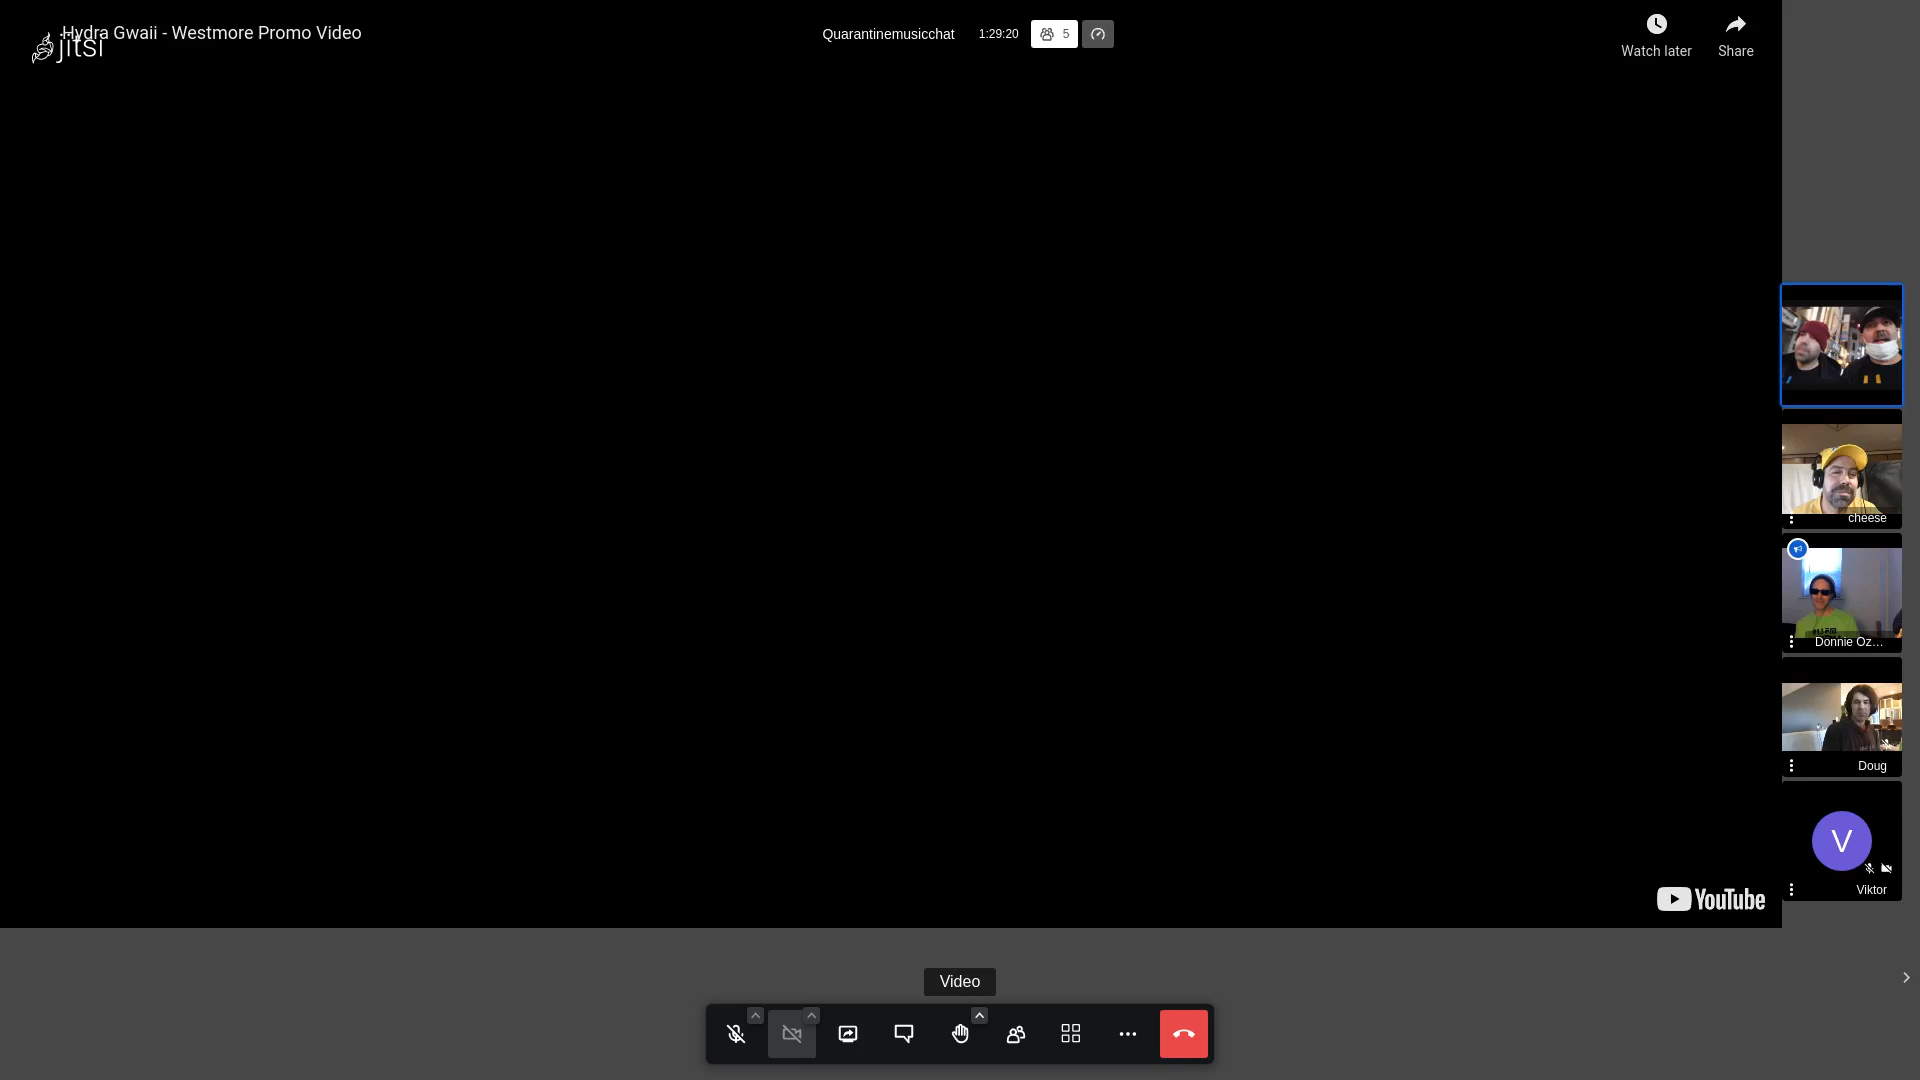 Hydra Gwaii - Westmore Promo Video
jitsi
Quarantinemusicchat
1:29:20
5
Watch later
Share
cheese
Donnie Oz...
Doug
V
Viktor
YouTube
Video